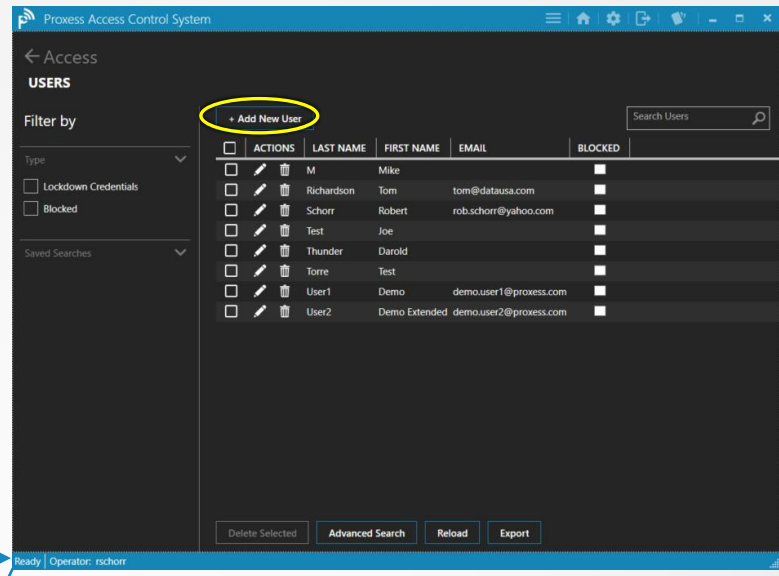 Proxess Access Control System
Access
USERS
Filter by
Type
Lockdown Credentials
Blocked
Saved Searches
+ Add New User
Search Users
ACTIONS LAST NAME FIRST NAME EMAIL BLOCKED
M Mike
Richardson Tom tom@datausa.com
Schorr Robert rob.schorr@yahoo.com
Test Joe
Thunder Darold
Torre Test
User1 Demo demo.user1@proxess.com
User2 Demo Extended demo.user2@proxess.com
Delete Selected Advanced Search Reload Export
Ready Operator: rschorr